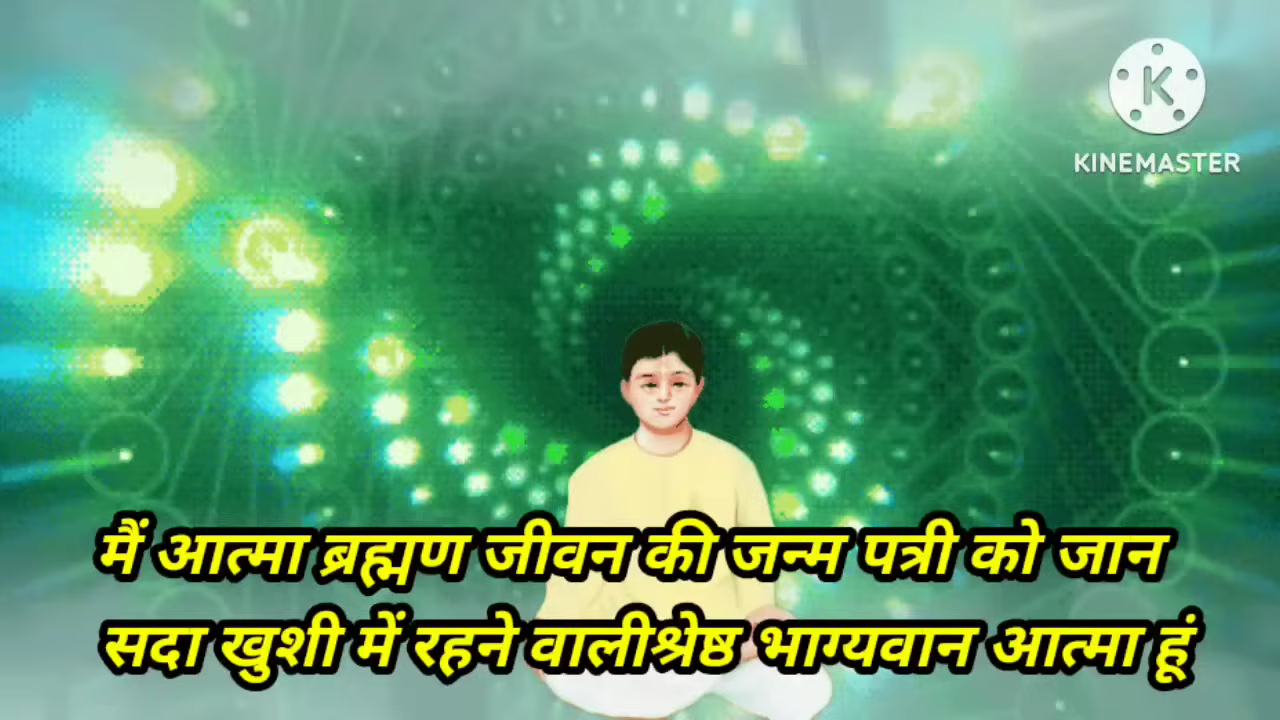 KINEMASTER
मैं आत्मा ब्रह्मण जीवन की जन्म पत्री को जान
सदा खुशी में रहने वालीश्रेष्ठ भाग्यवान आत्मा हूं